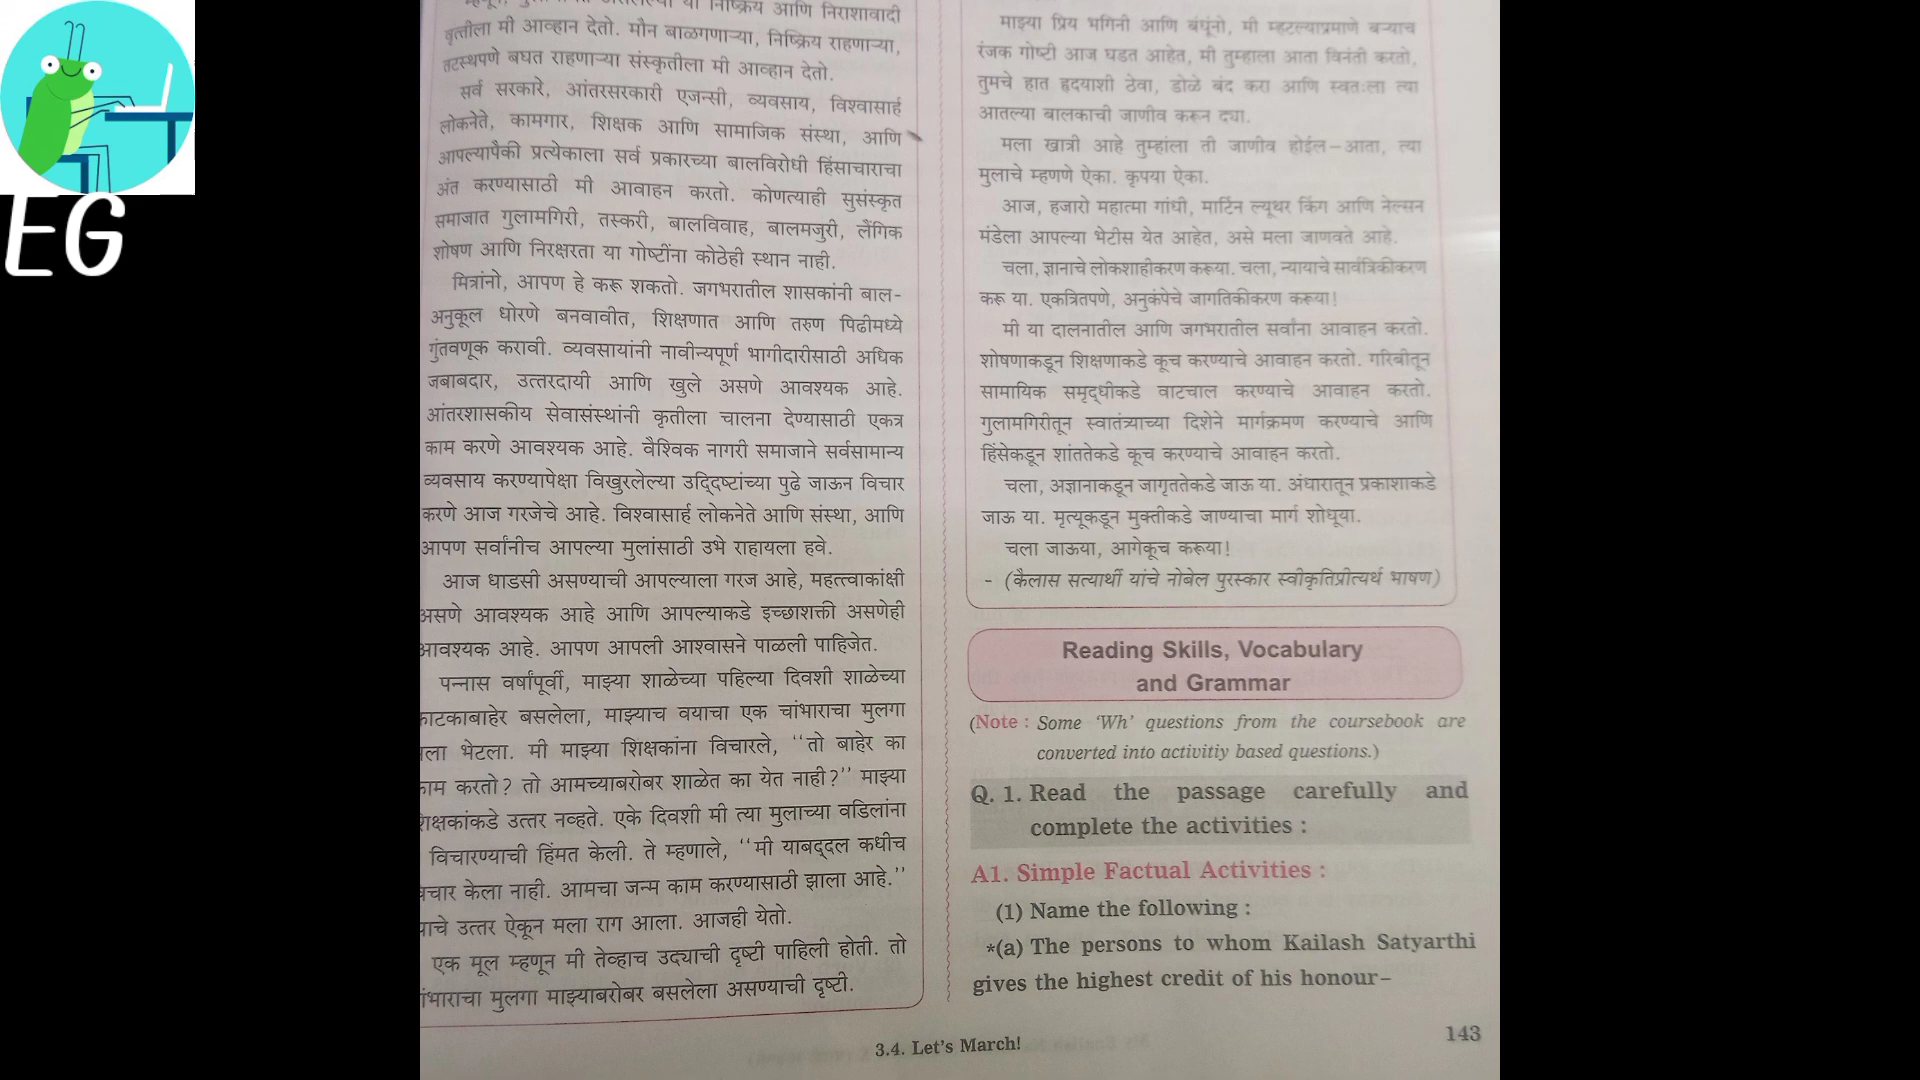 EG
निष्क्रिय आणि निराशावादी
वृत्तीला मी आव्हान देतो. मौन बाळगणाऱ्या, निष्क्रिय राहणाऱ्या,
तटस्थपणे बघत राहणाऱ्या संस्कृतीला मी आव्हान देतो.
सर्व सरकारे, आंतरसरकारी एजन्सी, व्यवसाय, विश्वासार्ह
लोकनेते, कामगार, शिक्षक आणि सामाजिक संस्था, आणि
आपल्यापैकी प्रत्येकाला सर्व प्रकारच्या बालविरोधी हिंसाचाराचा
अंत करण्यासाठी मी आवाहन करतो. कोणत्याही सुसंस्कृत
समाजात गुलामगिरी, तस्करी, बालविवाह, बालमजुरी, लैंगिक
शोषण आणि निरक्षरता या गोष्टींना कोठेही स्थान नाही.
मित्रांनो, आपण हे करू शकतो. जगभरातील शासकांनी बाल-
अनुकूल धोरणे बनवावीत, शिक्षणात आणि तरुण पिढीमध्ये
गुंतवणूक करावी. व्यवसायांनी नावीन्यपूर्ण भागीदारीसाठी अधिक
जबाबदार, उत्तरदायी आणि खुले असणे आवश्यक आहे.
आंतरशासकीय सेवासंस्थांनी कृतीला चालना देण्यासाठी एकत्र
काम करणे आवश्यक आहे. वैश्विक नागरी समाजाने सर्वसामान्य
व्यवसाय करण्यापेक्षा विखुरलेल्या उद्दिष्टांच्या पुढे जाऊन विचार
करणे आज गरजेचे आहे. विश्वासार्ह लोकनेते आणि संस्था, आणि
आपण सर्वांनीच आपल्या मुलांसाठी उभे राहायला हवे.
आज धाडसी असण्याची आपल्याला गरज आहे, महत्त्वाकांक्षी
असणे आवश्यक आहे आणि आपल्याकडे इच्छाशक्ती असणेही
आवश्यक आहे. आपण आपली आश्वासने पाळली पाहिजेत.
पन्नास वर्षांपूर्वी, माझ्या शाळेच्या पहिल्या दिवशी शाळेच्या
बसलेला, माझ्याच वयाचा एक चांभाराचा मुलगा
भेटला. मी माझ्या शिक्षकांना विचारले, ‘‘तो बाहेर का
करतो? तो आमच्याबरोबर शाळेत का येत नाही?’’ माझ्या
उत्तर नव्हते. एके दिवशी मी त्या मुलाच्या वडिलांना
विचारण्याची हिंमत केली. ते म्हणाले, ‘‘मी याबद्दल कधीच
केला नाही. आमचा जन्म काम करण्यासाठी झाला आहे.’’
उत्तर ऐकून मला राग आला. आजही येतो.
एक मूल म्हणून मी तेव्हाच उद्याची दृष्टी पाहिली होती. तो
मुलगा माझ्याबरोबर बसलेला असण्याची दृष्टी.
माझ्या प्रिय भगिनी आणि बंधूंनो, मी म्हटल्याप्रमाणे बऱ्याच
रंजक गोष्टी आज घडत आहेत, मी तुम्हाला आता विनंती करतो,
तुमचे हात हृदयाशी ठेवा, डोळे बंद करा आणि स्वतःला त्या
आतल्या बालकाची जाणीव करून द्या.
मला खात्री आहे तुम्हांला ती जाणीव होईल–आता, त्या
मुलाचे म्हणणे ऐका. कृपया ऐका.
आज, हजारो महात्मा गांधी, मार्टिन ल्यूथर किंग आणि नेल्सन
मंडेला आपल्या भेटीस येत आहेत, असे मला जाणवते आहे.
चला, ज्ञानाचे लोकशाहीकरण करूया. चला, न्यायाचे सार्वत्रिकीकरण
करू या. एकत्रितपणे, अनुकंपेचे जागतिकीकरण करूया!
मी या दालनातील आणि जगभरातील सर्वांना आवाहन करतो.
शोषणाकडून शिक्षणाकडे कूच करण्याचे आवाहन करतो. गरिबीतून
सामायिक समृद्धीकडे वाटचाल करण्याचे आवाहन करतो.
गुलामगिरीतून स्वातंत्र्याच्या दिशेने मार्गक्रमण करण्याचे आणि
हिंसेकडून शांततेकडे कूच करण्याचे आवाहन करतो.
चला, अज्ञानाकडून जागृततेकडे जाऊ या. अंधारातून प्रकाशाकडे
जाऊ या. मृत्यूकडून मुक्तीकडे जाण्याचा मार्ग शोधूया.
चला जाऊया, आगेकूच करूया!
- (कैलास सत्यार्थी यांचे नोबेल पुरस्कार स्वीकृतिप्रीत्यर्थ भाषण)
Reading Skills, Vocabulary
and Grammar
(Note : Some ‘Wh’ questions from the coursebook are
converted into activitiy based questions.)
Q. 1. Read the passage carefully and
complete the activities :
A1. Simple Factual Activities :
(1) Name the following :
*(a) The persons to whom Kailash Satyarthi
gives the highest credit of his honour–
3.4. Let’s March!
143